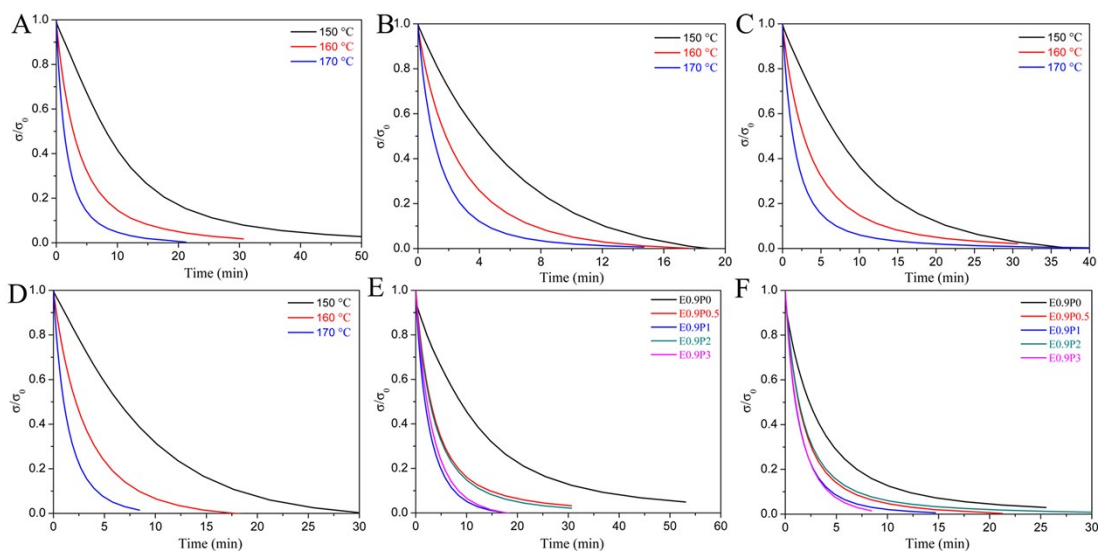 A
1.0
0.8
0.6
0.4
0.2
0.0
σ/σ0
0
10
20
30
40
50
Time (min)
150 °C
160 °C
170 °C
B
1.0
0.8
0.6
0.4
0.2
0.0
σ/σ0
0
4
8
12
16
20
Time (min)
150 °C
160 °C
170 °C
C
1.0
0.8
0.6
0.4
0.2
0.0
σ/σ0
0
5
10
15
20
25
30
35
40
Time (min)
150 °C
160 °C
170 °C
D
1.0
0.8
0.6
0.4
0.2
0.0
σ/σ0
0
5
10
15
20
25
30
Time (min)
150 °C
160 °C
170 °C
E
1.0
0.8
0.6
0.4
0.2
0.0
σ/σ0
0
10
20
30
40
50
60
Time (min)
E0.9P0
E0.9P0.5
E0.9P1
E0.9P2
E0.9P3
F
1.0
0.8
0.6
0.4
0.2
0.0
σ/σ0
0
5
10
15
20
25
30
Time (min)
E0.9P0
E0.9P0.5
E0.9P1
E0.9P2
E0.9P3